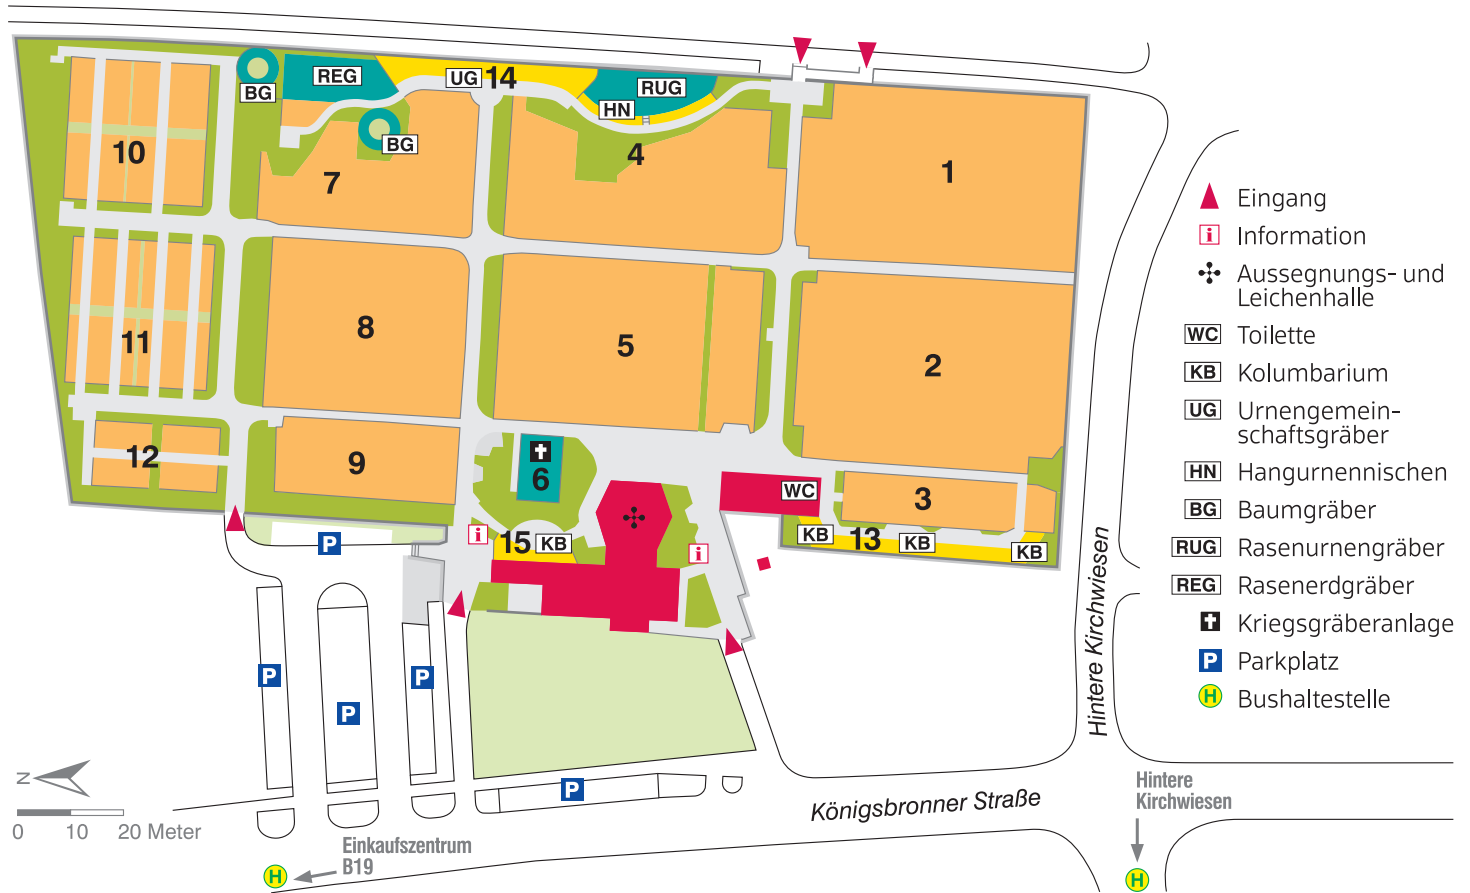 REG
UG
14
RUG
BG
HN
BG
10
7
4
1
11
8
5
2
12
9
6
WC
3
i
15
KB
i
KB
13
KB
KB
P
P
P
P
P
Eingang
i Information
Aussegnungs- und
Leichenhalle
WC Toilette
KB Kolumbarium
UG Urnengemein-
schaftsgräber
HN Hangurnennischen
BG Baumgräber
RUG Rasenurnengräber
REG Rasenerdgräber
Kriegsgräberanlage
P Parkplatz
H Bushaltestelle
Hintere Kirchwiesen
Königsbronner Straße
Hintere
Kirchwiesen
H
N
0 10 20 Meter
Einkaufszentrum
B19
H